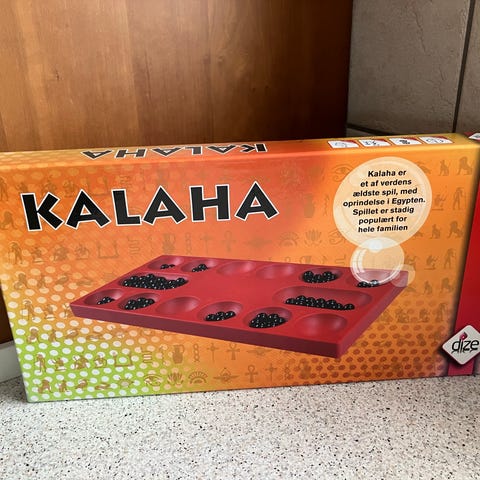 KALAHA
KALAHA
Kalaha er
et af verdens
ældste spil, med
oprindelse i Egypten.
Spillet er stadig
populært for
hele familien
dize